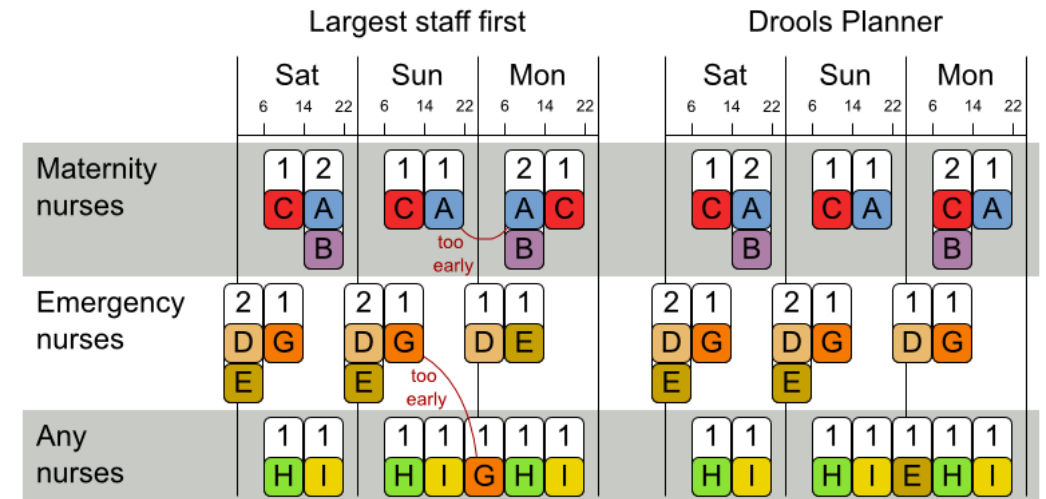 Largest staff first Drools Planner
Sat Sun Mon Sat Sun Mon
6 14 22 6 14 22 6 14 22 6 14 22 6 14 22 6 14 22
Maternity 1 2 1 1 2 1 1 2 1 1 2 1
nurses C A C A A C C A C A C A
B too B B B
early
Emergency 2 1 2 1 1 1 2 1 2 1 1 1
nurses D G D G D E D G D G D G
E E too E E
early
Any 1 1 1 1 1 1 1 1 1 1 1 1 1 1
nurses H I H I G H I H I H I E H I